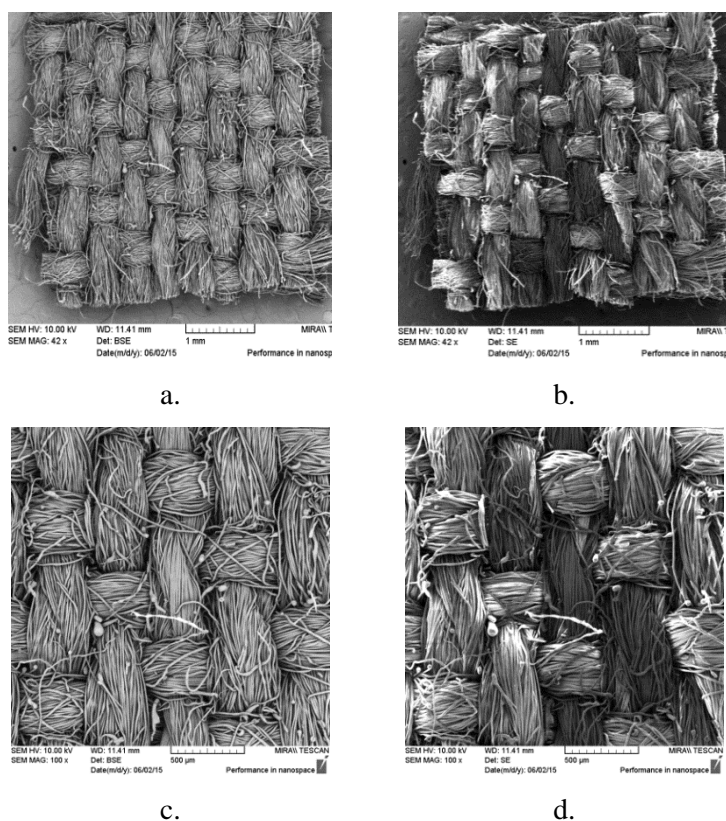 SEM HV: 10.00 kV WD: 11.41 mm MIRA\\ TES
SEM MAG: 42 x Det: BSE 1 mm
Date(m/d/y): 06/02/15 Performance in nanosp
SEM HV: 10.00 kV WD: 11.41 mm MIRA\\ TES
SEM MAG: 42 x Det: SE 1 mm
Date(m/d/y): 06/02/15 Performance in nanosp
a. b.
SEM HV: 10.00 kV WD: 11.41 mm MIRA\\ TESCAN
SEM MAG: 100 x Det: BSE 500 µm
Date(m/d/y): 06/02/15 Performance in nanospace
SEM HV: 10.00 kV WD: 11.41 mm MIRA\\ TESCAN
SEM MAG: 100 x Det: SE 500 µm
Date(m/d/y): 06/02/15 Performance in nanospace
c. d.